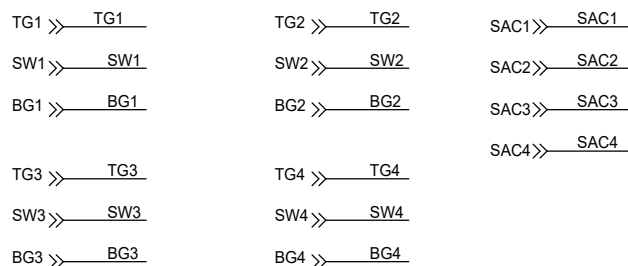 TG1 TG1 TG2 TG2 SAC1 SAC1
SW1 SW1 SW2 SW2 SAC2 SAC2
BG1 BG1 BG2 BG2 SAC3 SAC3
SAC4 SAC4
TG3 TG3 TG4 TG4
SW3 SW3 SW4 SW4
BG3 BG3 BG4 BG4